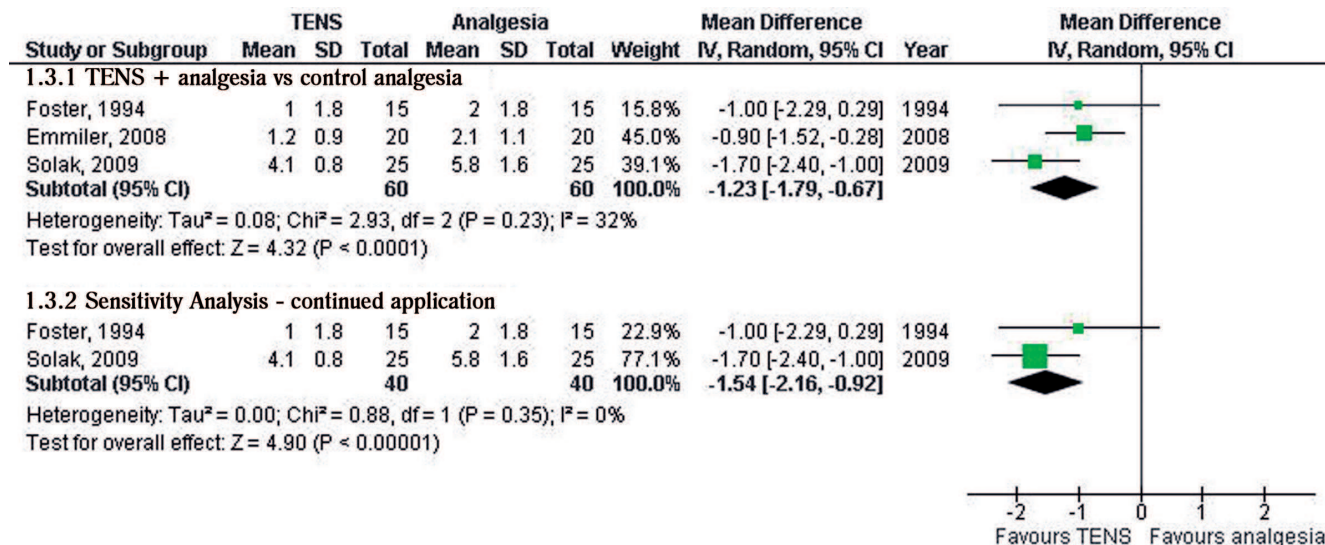 TENS Analgesia Mean Difference Mean Difference
Study or Subgroup Mean SD Total Mean SD Total Weight IV, Random, 95% CI Year IV, Random, 95% CI
1.3.1 TENS + analgesia vs control analgesia
Foster, 1994 1 1.8 15 2 1.8 15 15.8% -1.00 [-2.29, 0.29] 1994
Emmiler, 2008 1.2 0.9 20 2.1 1.1 20 45.0% -0.90 [-1.52, -0.28] 2008
Solak, 2009 4.1 0.8 25 5.8 1.6 25 39.1% -1.70 [-2.40, -1.00] 2009
Subtotal (95% CI) 60 60 100.0% -1.23 [-1.79, -0.67]
Heterogeneity: Tau² = 0.08; Chi² = 2.93, df = 2 (P = 0.23); I² = 32%
Test for overall effect: Z = 4.32 (P < 0.0001)
1.3.2 Sensitivity Analysis - continued application
Foster, 1994 1 1.8 15 2 1.8 15 22.9% -1.00 [-2.29, 0.29] 1994
Solak, 2009 4.1 0.8 25 5.8 1.6 25 77.1% -1.70 [-2.40, -1.00] 2009
Subtotal (95% CI) 40 40 100.0% -1.54 [-2.16, -0.92]
Heterogeneity: Tau² = 0.00; Chi² = 0.88, df = 1 (P = 0.35); I² = 0%
Test for overall effect: Z = 4.90 (P < 0.00001)
-2 -1 0 1 2
Favours TENS Favours analgesia